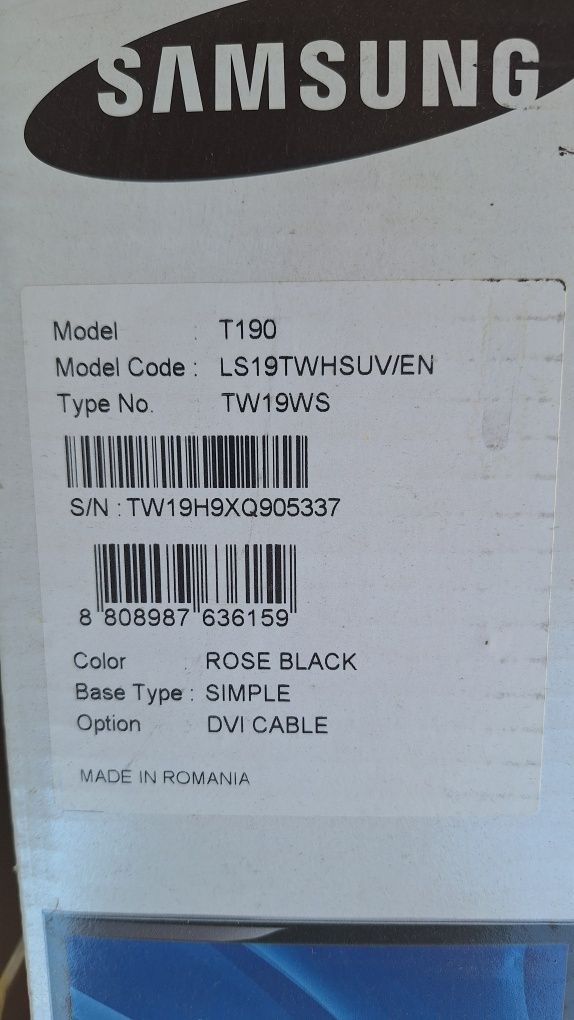 SAMSUNG
Model : T190
Model Code : LS19TWHSUV/EN
Type No. TW19WS
S/N : TW19H9XQ905337
8 808987 636159
Color : ROSE BLACK
Base Type : SIMPLE
Option : DVI CABLE
MADE IN ROMANIA